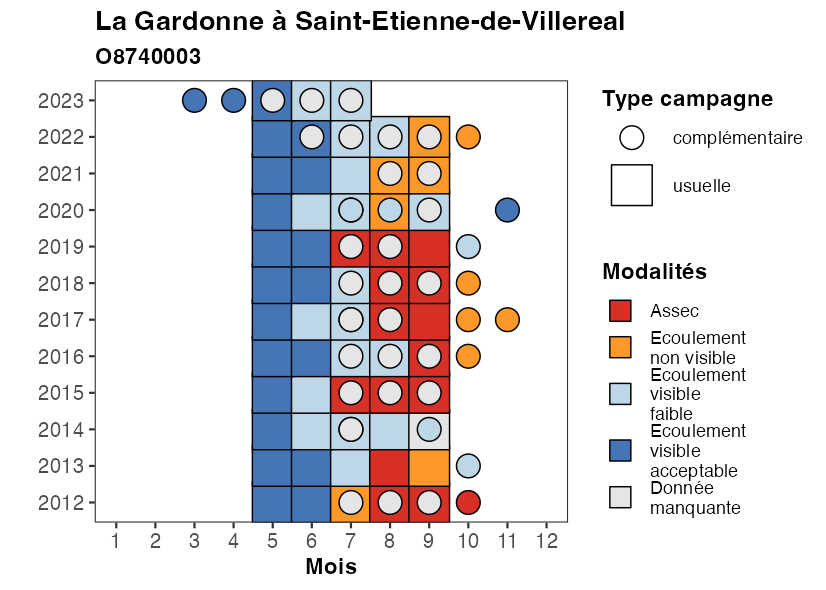 La Gardonne à Saint-Etienne-de-Villereal
O8740003
2023
2022
2021
2020
2019
2018
2017
2016
2015
2014
2013
2012
1 2 3 4 5 6 7 8 9 10 11 12
Mois
Type campagne
complémentaire
usuelle
Modalités
Assec
Ecoulement
non visible
Ecoulement
visible
faible
Ecoulement
visible
acceptable
Donnée
manquante